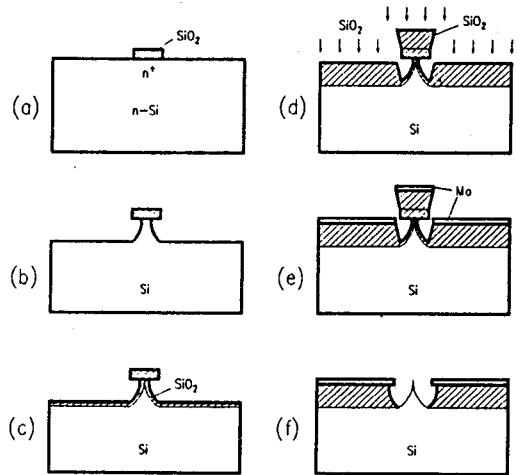 (a)
SiO₂
n⁺
n-Si
(b)
Si
(c)
SiO₂
Si
(d)
SiO₂
SiO₂
Si
(e)
Mo
Si
(f)
Si